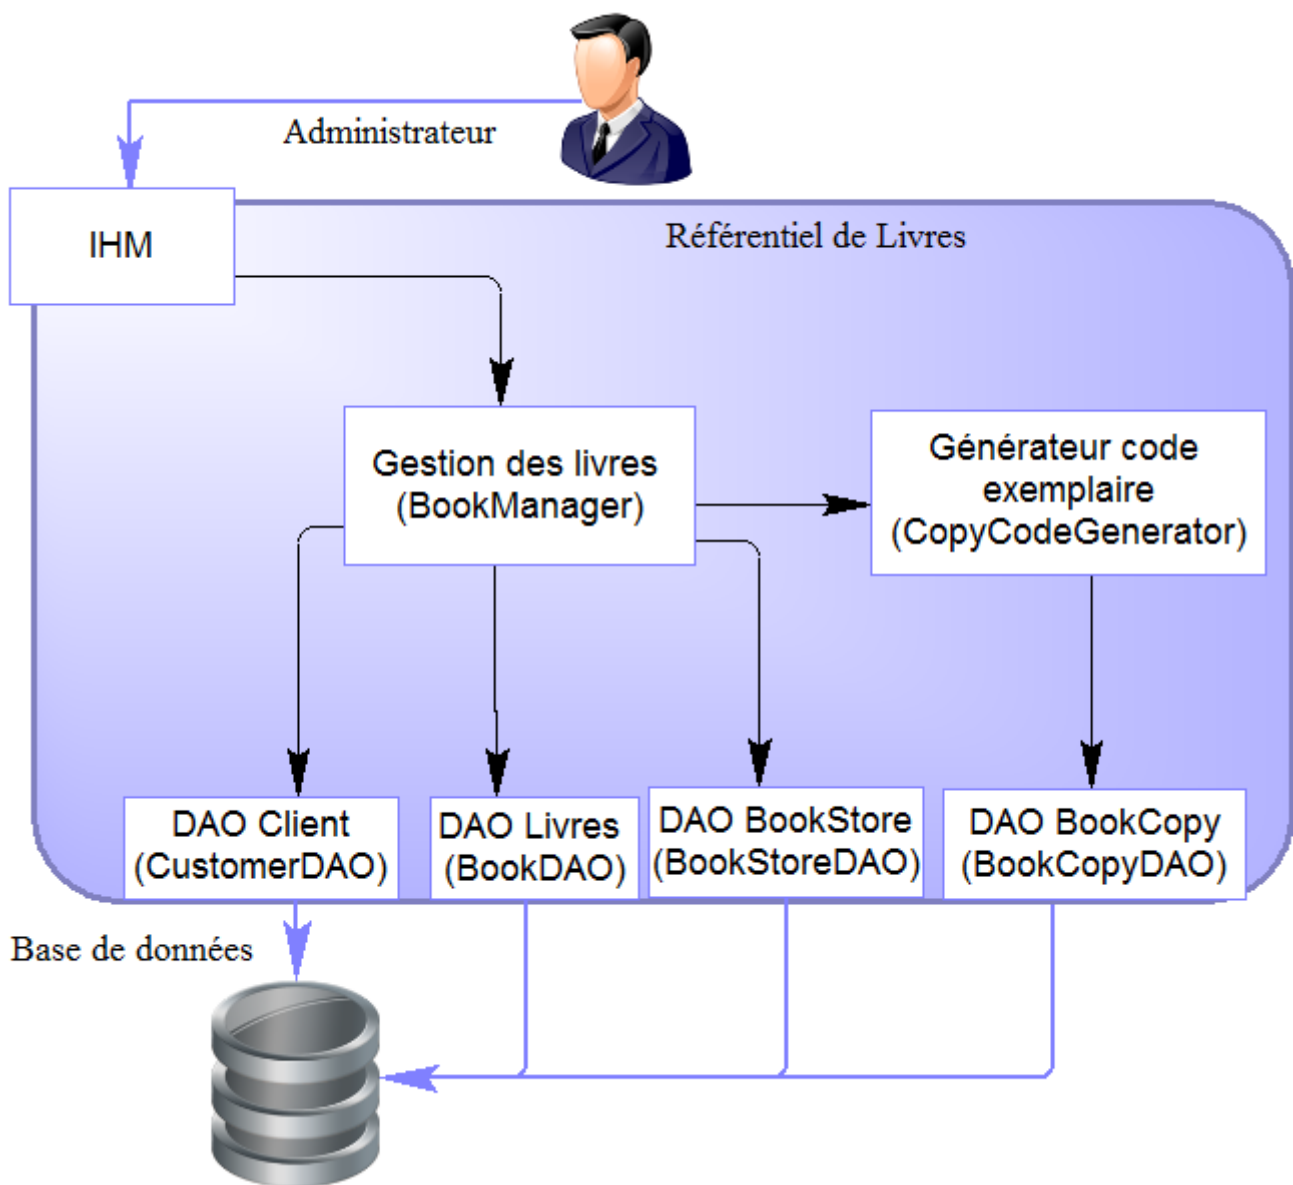 Administrateur
IHM
Référentiel de Livres
Gestion des livres
(BookManager)
Générateur code
exemplaire
(CopyCodeGenerator)
DAO Client
(CustomerDAO)
DAO Livres
(BookDAO)
DAO BookStore
(BookStoreDAO)
DAO BookCopy
(BookCopyDAO)
Base de données